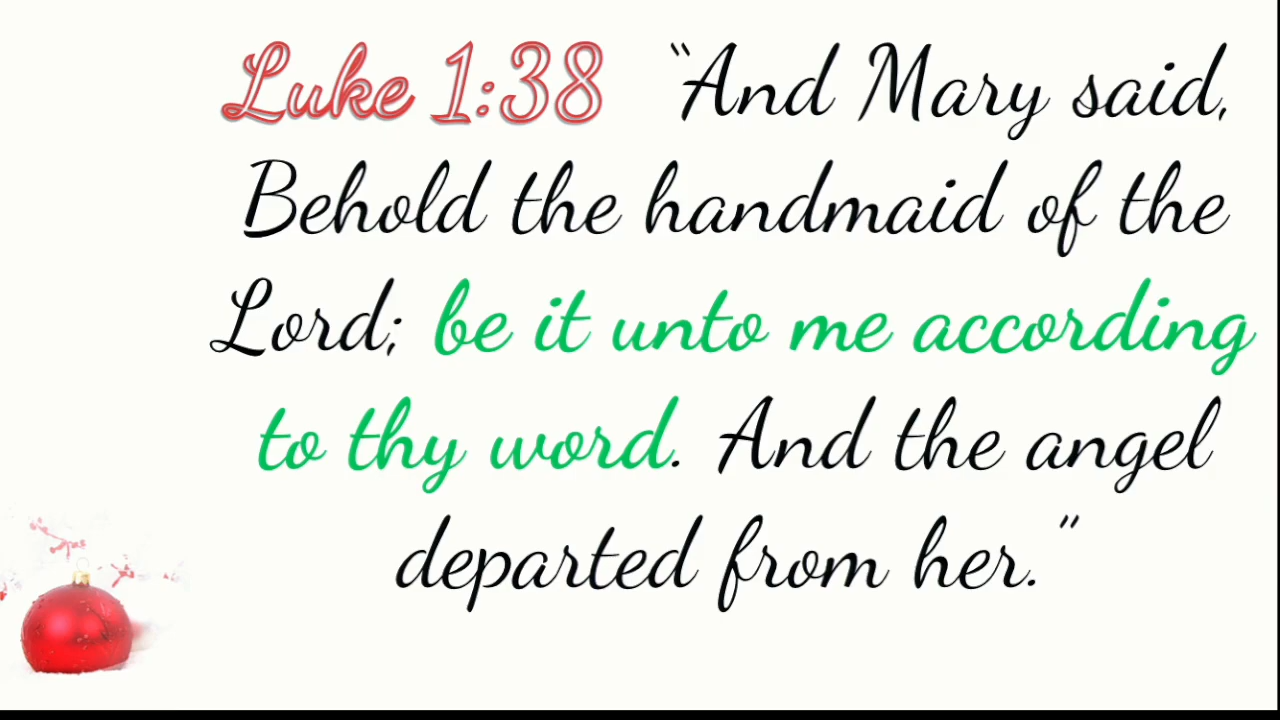 Luke 1:38 “And Mary said,
Behold the handmaid of the
Lord; be it unto me according
to thy word. And the angel
departed from her.”